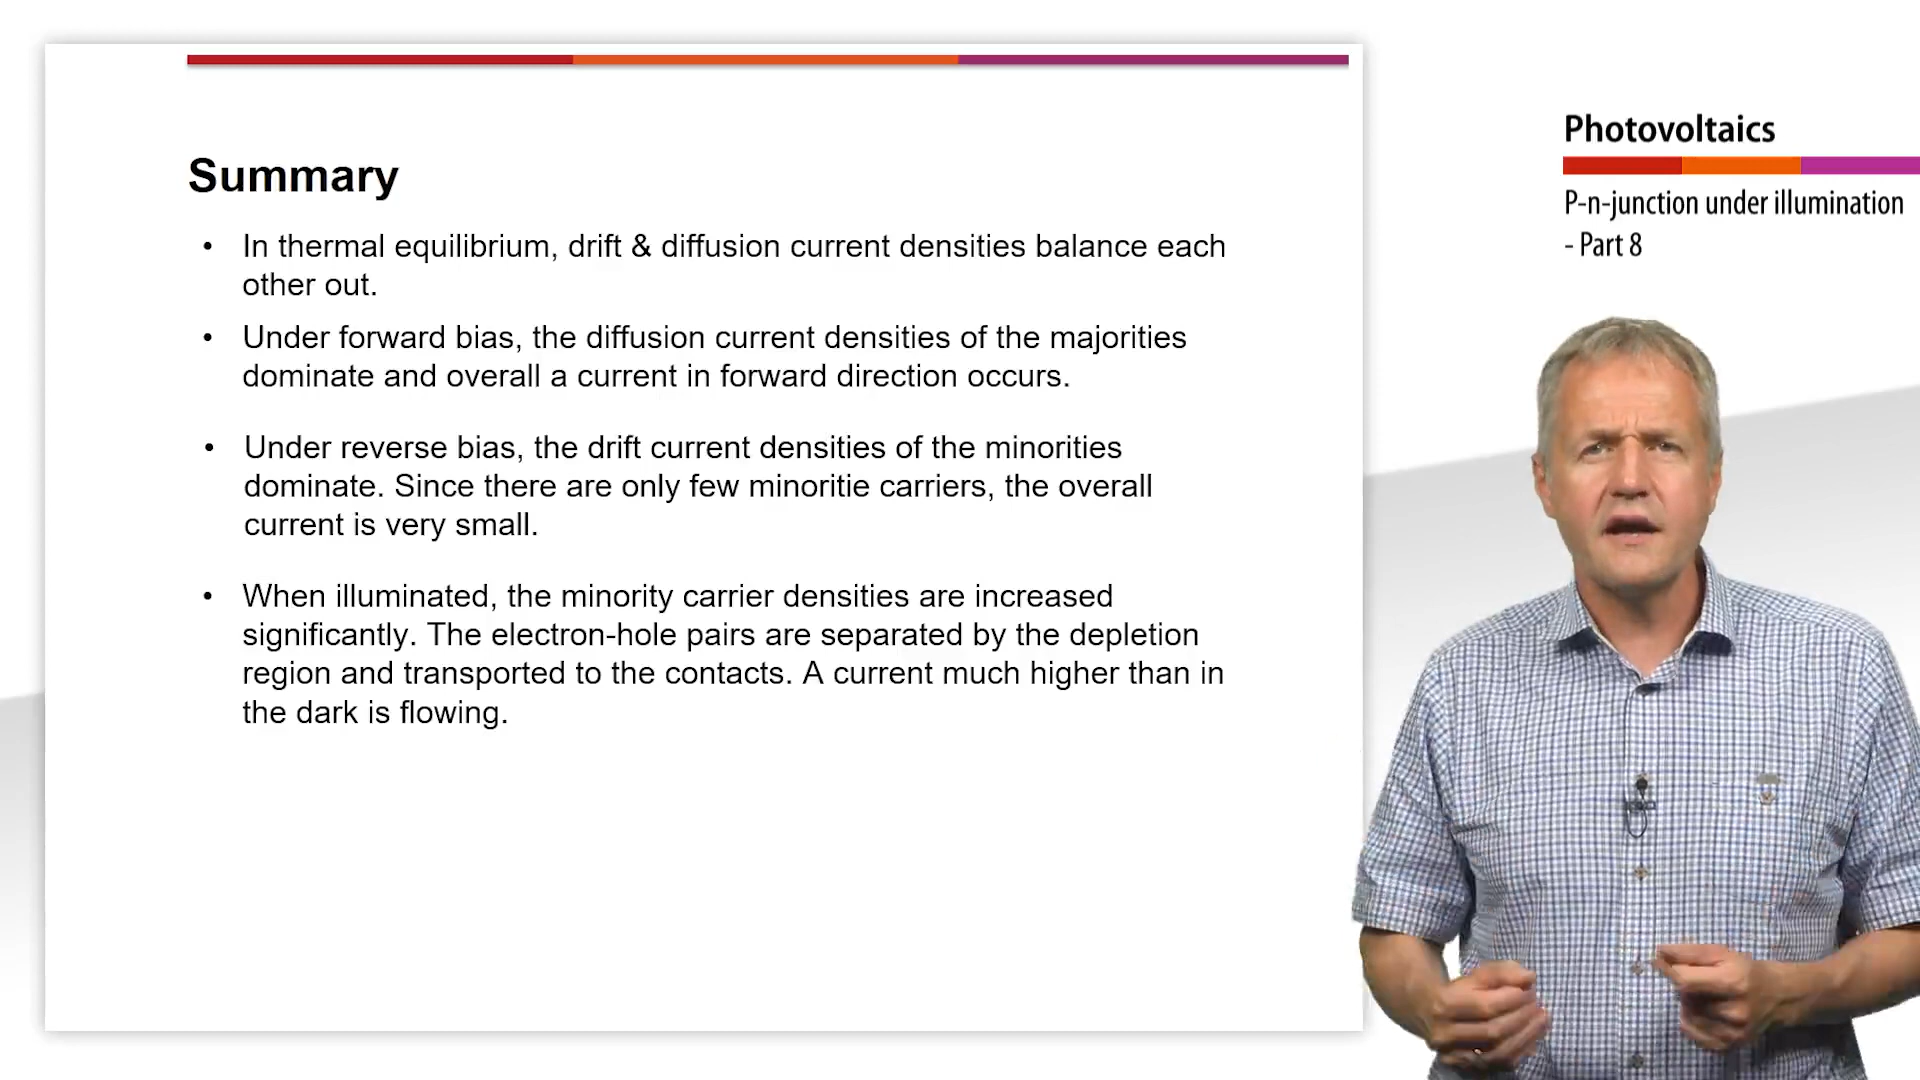 Summary
• In thermal equilibrium, drift & diffusion current densities balance each
other out.
• Under forward bias, the diffusion current densities of the majorities
dominate and overall a current in forward direction occurs.
• Under reverse bias, the drift current densities of the minorities
dominate. Since there are only few minoritie carriers, the overall
current is very small.
• When illuminated, the minority carrier densities are increased
significantly. The electron-hole pairs are separated by the depletion
region and transported to the contacts. A current much higher than in
the dark is flowing.
Photovoltaics
P-n-junction under illumination
- Part 8